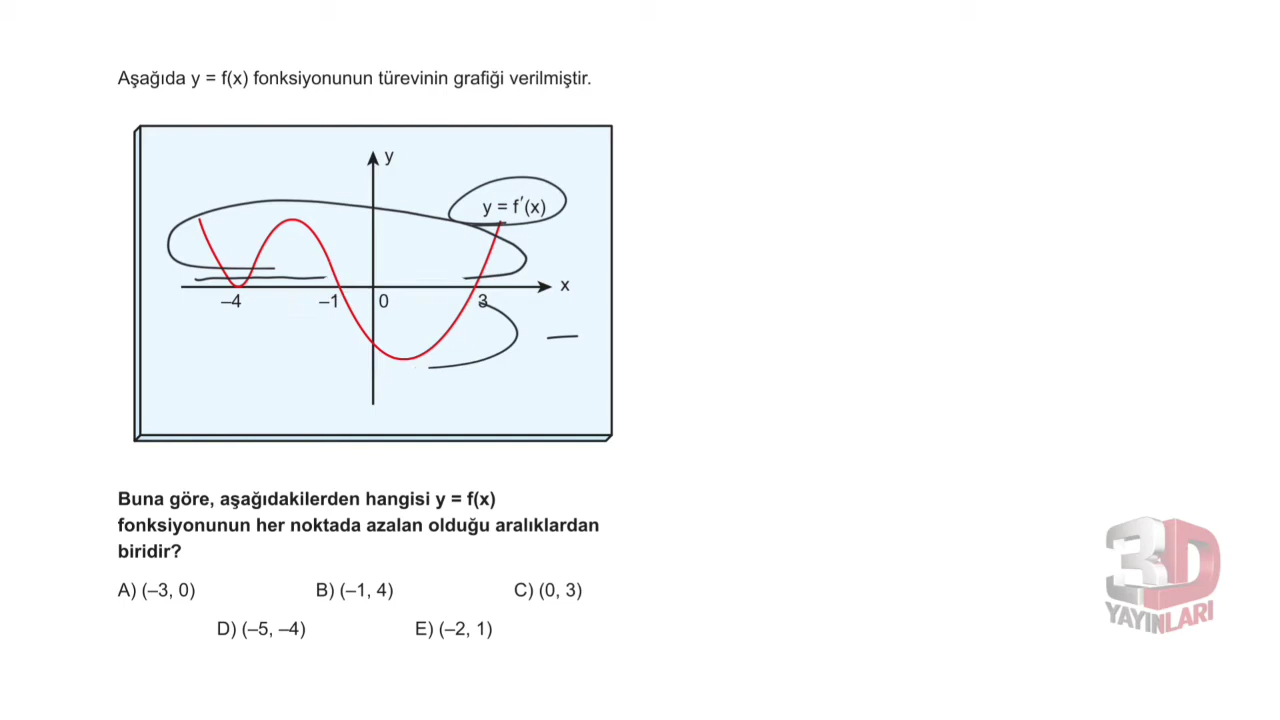 Aşağıda y = f(x) fonksiyonunun türevinin grafiği verilmiştir.
y
y = f′(x)
x
–4
–1
0
3
Buna göre, aşağıdakilerden hangisi y = f(x)
fonksiyonunun her noktada azalan olduğu aralıklardan
biridir?
A) (–3, 0) B) (–1, 4) C) (0, 3)
D) (–5, –4) E) (–2, 1)
3D
YAYINLARI